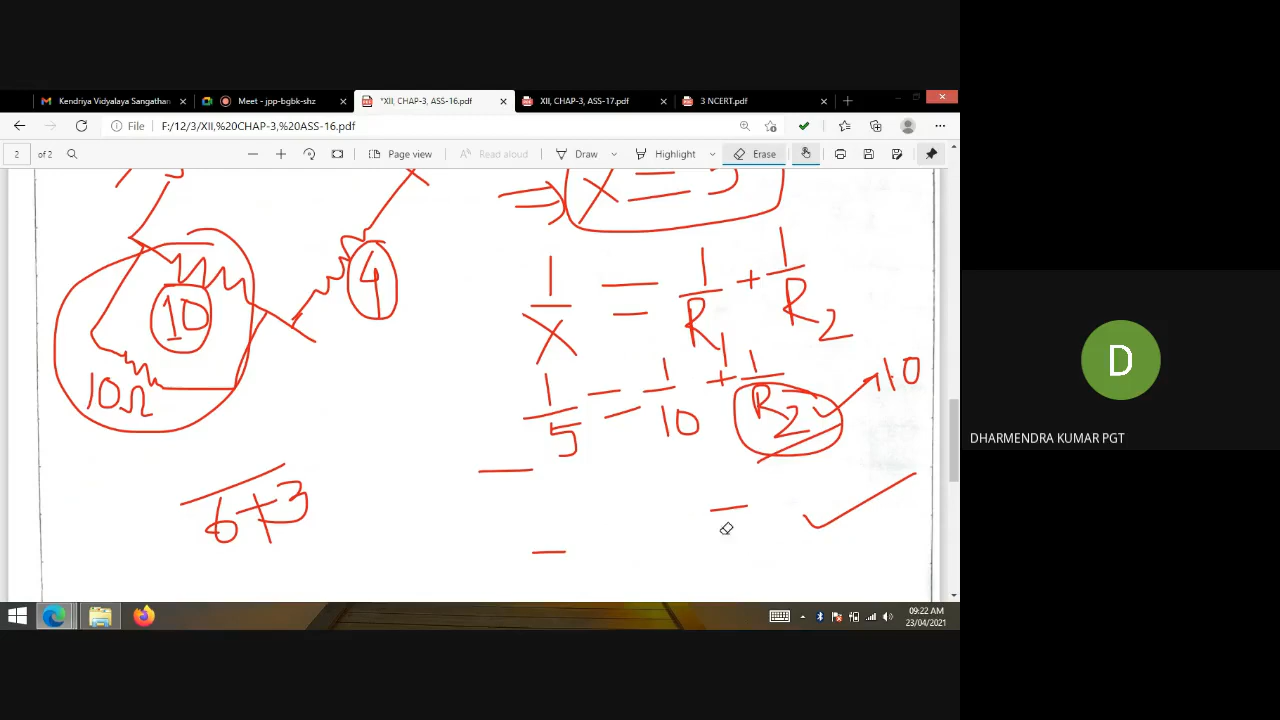 Kendriya Vidyalaya Sangathan
Meet - jpp-bgbk-shz
*XII, CHAP-3, ASS-16.pdf
XII, CHAP-3, ASS-17.pdf
3 NCERT.pdf
File F:/12/3/XII,%20CHAP-3,%20ASS-16.pdf
2 of 2
Page view
Read aloud
Draw
Highlight
Erase
⇒ X = 5
1/X = 1/R1 + 1/R2
1/5 = 1/10 + 1/R2 → 10
4
10
10Ω
6+3
D
DHARMENDRA KUMAR PGT
09:22 AM
23/04/2021